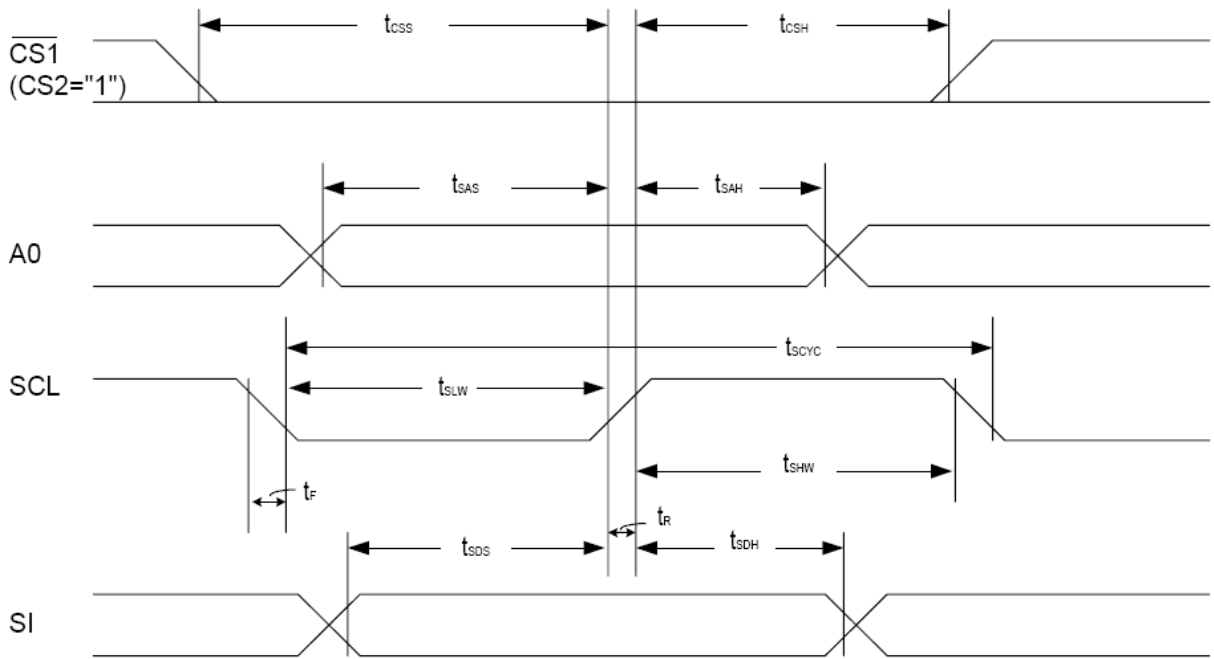 tCSS
tCSH
CS1
(CS2="1")
tSAS
tSAH
A0
tSCYC
SCL
tSLW
tSHW
tF
tR
tSDS
tSDH
SI